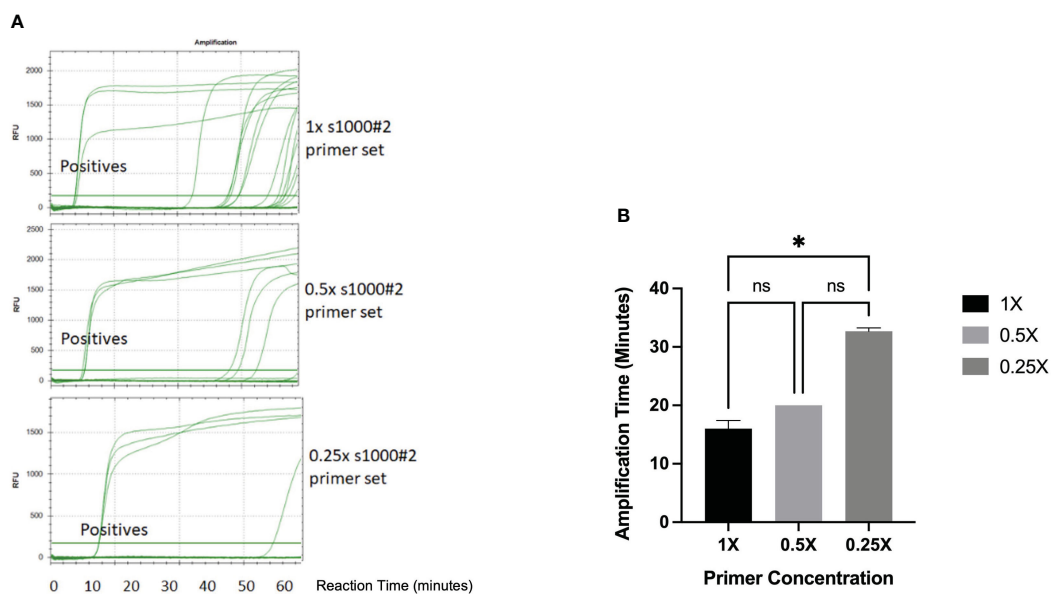 A
Amplification
2000
1500
1000
500
0
RFU
Positives
1x s1000#2
primer set
2500
2000
1500
1000
500
0
RFU
Positives
0.5x s1000#2
primer set
1500
1000
500
0
RFU
Positives
0.25x s1000#2
primer set
0 10 20 30 40 50 60 Reaction Time (minutes)
B
*
ns ns
40
30
20
10
0
Amplification Time (Minutes)
1X 0.5X 0.25X
Primer Concentration
1X
0.5X
0.25X